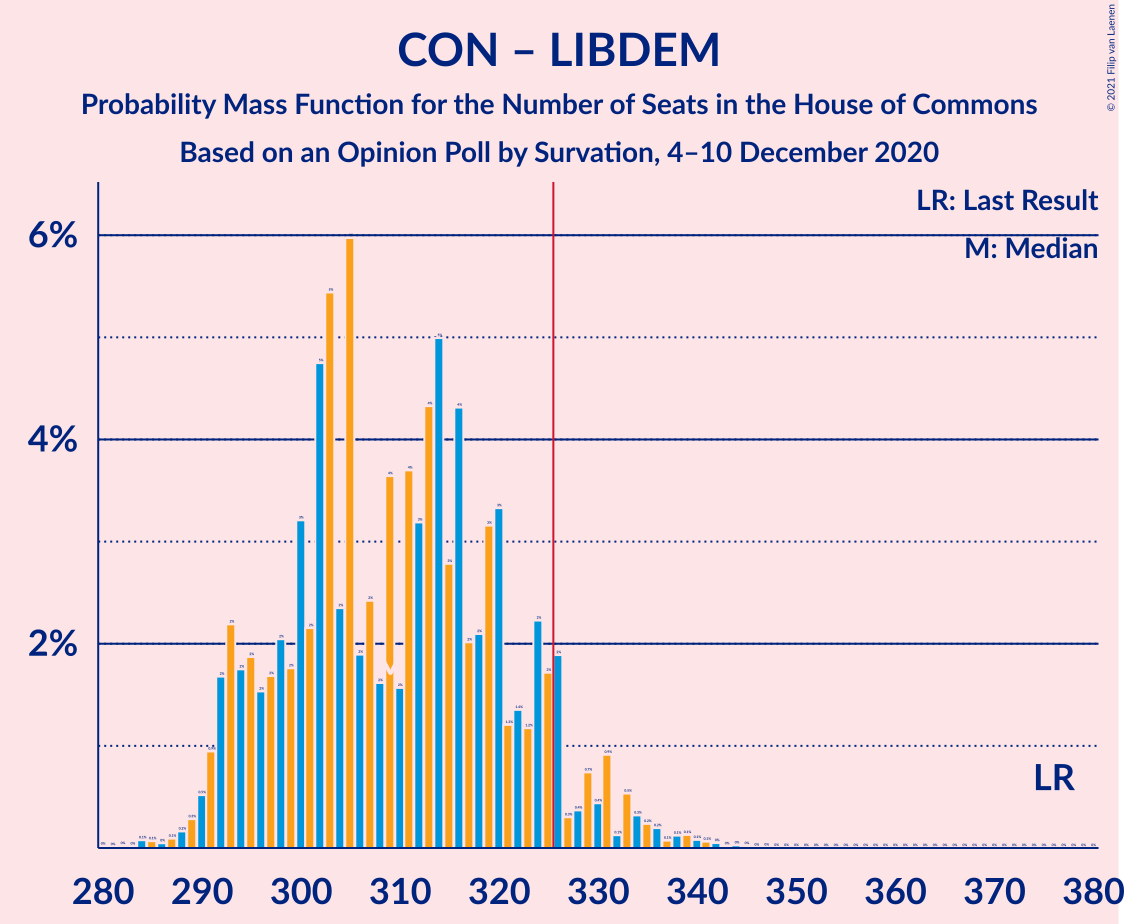 CON – LIBDEM
Probability Mass Function for the Number of Seats in the House of Commons
Based on an Opinion Poll by Survation, 4–10 December 2020
© 2021 Filip van Laenen
LR: Last Result
M: Median
6%
4%
2%
LR
280 290 300 310 320 330 340 350 360 370 380